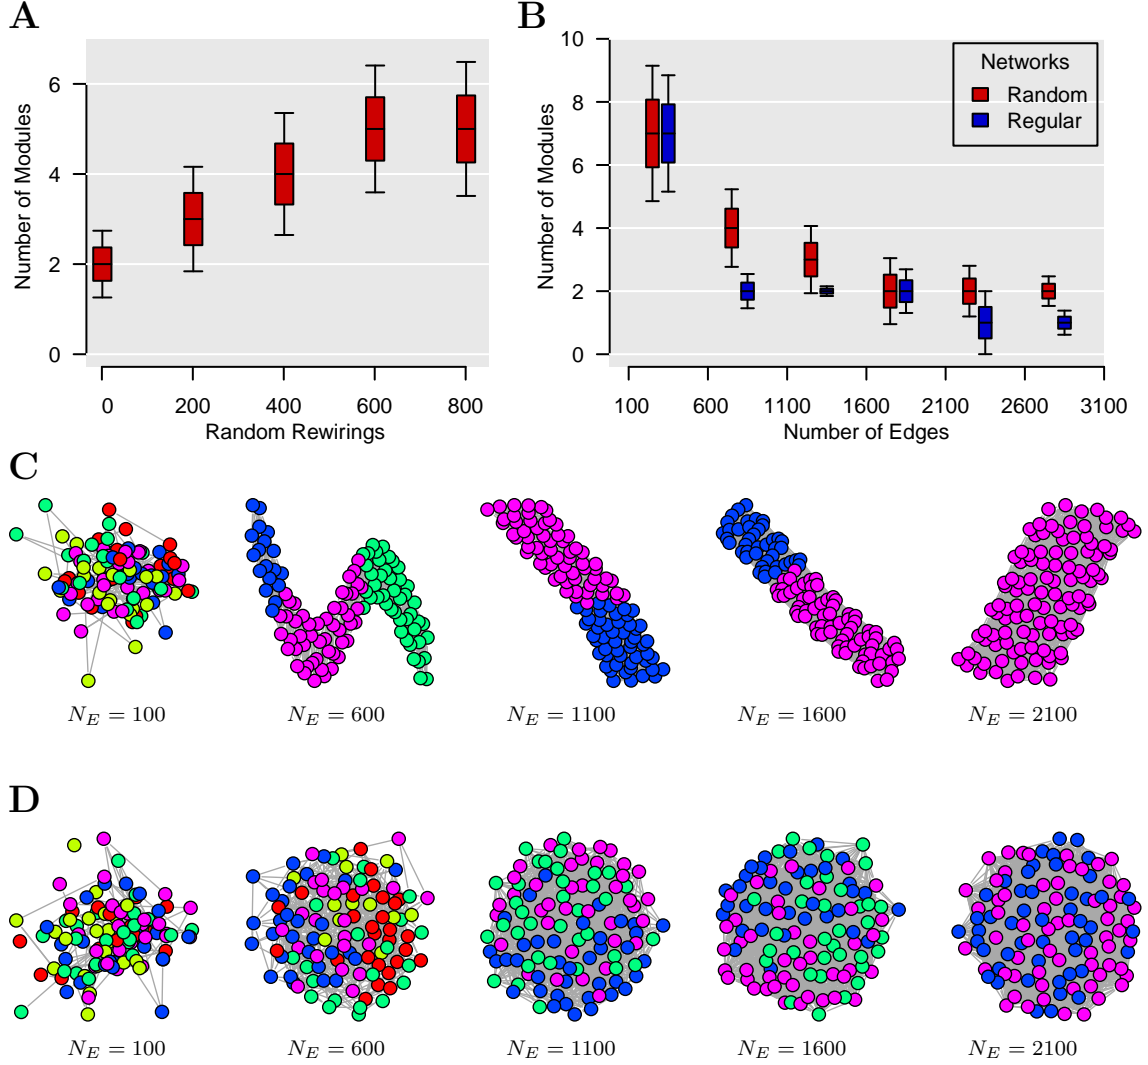 A
Number of Modules
6
4
2
0
0 200 400 600 800
Random Rewirings
B
Number of Modules
10
8
6
4
2
0
Networks
Random
Regular
100 600 1100 1600 2100 2600 3100
Number of Edges
C
N_E = 100 N_E = 600 N_E = 1100 N_E = 1600 N_E = 2100
D
N_E = 100 N_E = 600 N_E = 1100 N_E = 1600 N_E = 2100